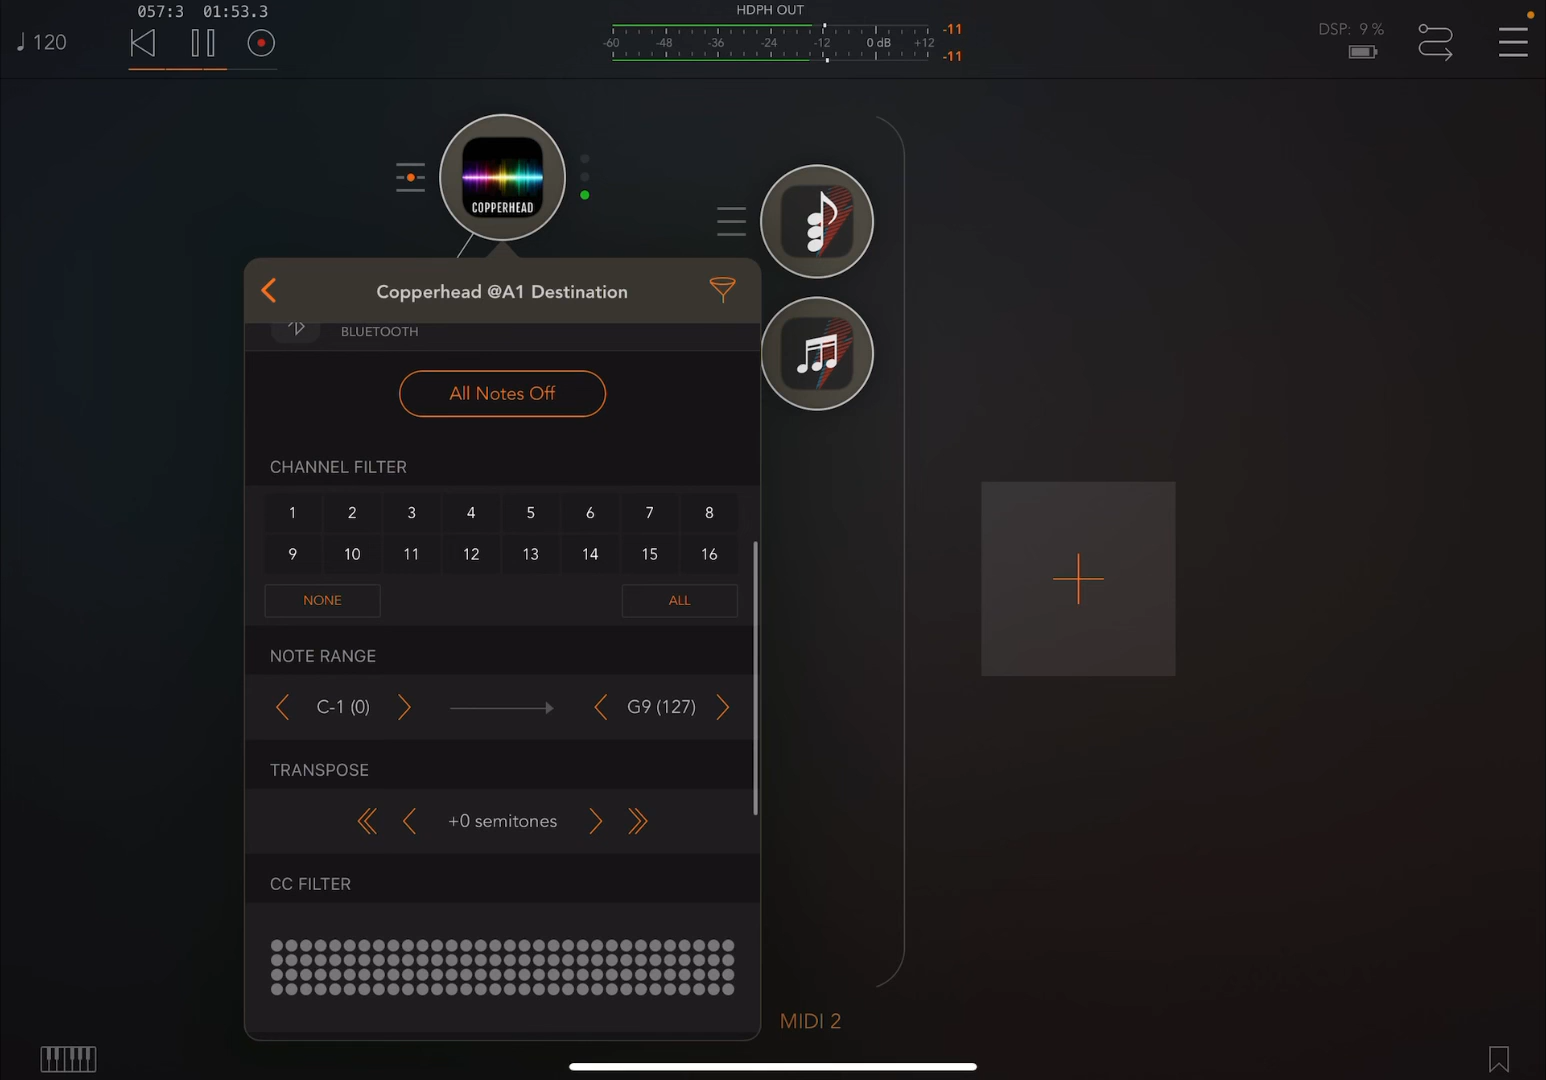 057:3 01:53.3
HDPH OUT
♩ 120
-60 -48 -36 -24 -12 0 dB +12
-11
-11
DSP: 9 %
COPPERHEAD
Copperhead @A1 Destination
BLUETOOTH
All Notes Off
CHANNEL FILTER
1 2 3 4 5 6 7 8
9 10 11 12 13 14 15 16
NONE ALL
NOTE RANGE
C-1 (0) G9 (127)
TRANSPOSE
+0 semitones
CC FILTER
MIDI 2